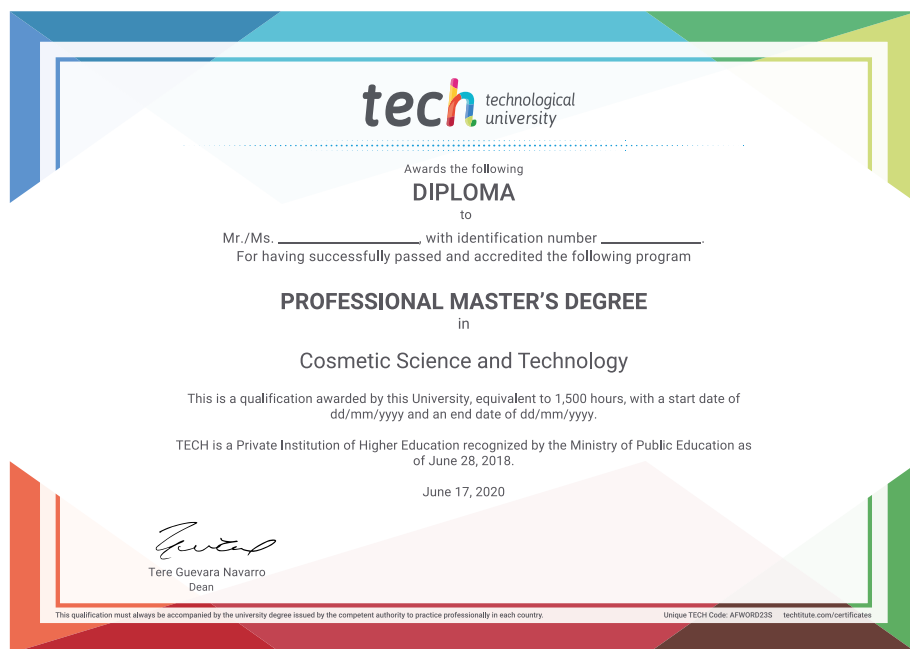 tech technological
university
Awards the following
DIPLOMA
to
Mr./Ms. ________________, with identification number ____________.
For having successfully passed and accredited the following program
PROFESSIONAL MASTER'S DEGREE
in
Cosmetic Science and Technology
This is a qualification awarded by this University, equivalent to 1,500 hours, with a start date of
dd/mm/yyyy and an end date of dd/mm/yyyy.
TECH is a Private Institution of Higher Education recognized by the Ministry of Public Education as
of June 28, 2018.
June 17, 2020
Tere Guevara Navarro
Dean
This qualification must always be accompanied by the university degree issued by the competent authority to practice professionally in each country. Unique TECH Code: AFWORD23S techtitute.com/certificates